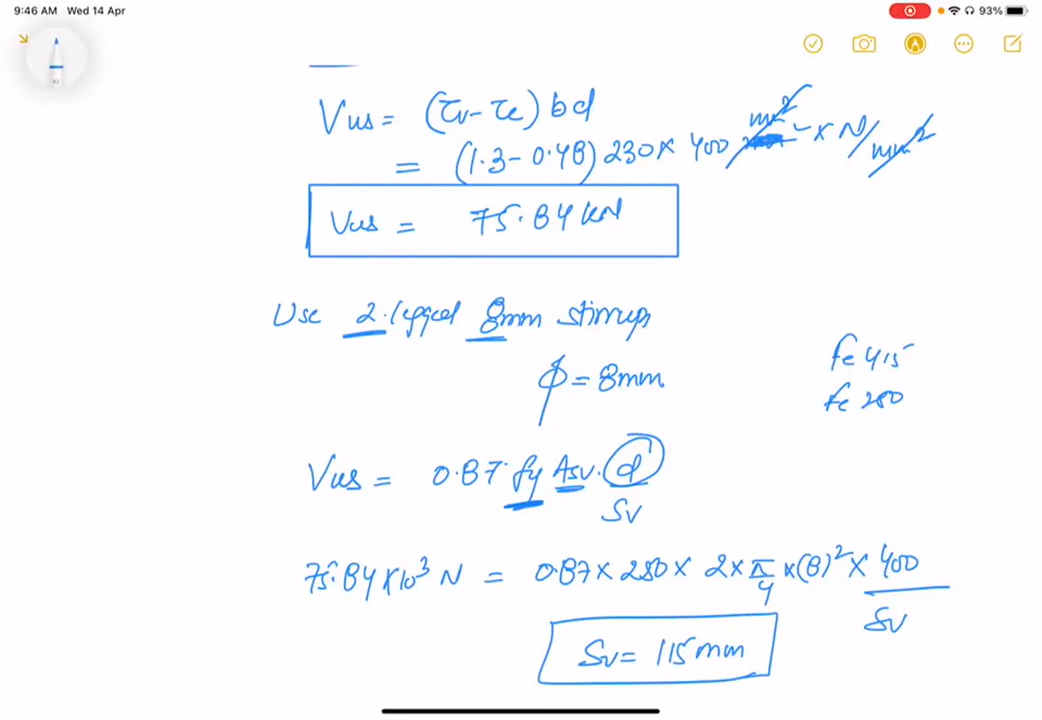 9:46 AM Wed 14 Apr 93%
Vus = (τv - τc) bd
= (1.3 - 0.48) 230 × 400 mm² × N/mm²
Vus = 75.84 kN
Use 2-legged 8mm stirrups
ϕ = 8mm
fe 415
fe 250
Vus = 0.87 fy Asv. d
Sv
75.84 × 10³ N = 0.87 × 250 × 2 × π/4 × (8)² × 400
Sv
Sv = 115 mm